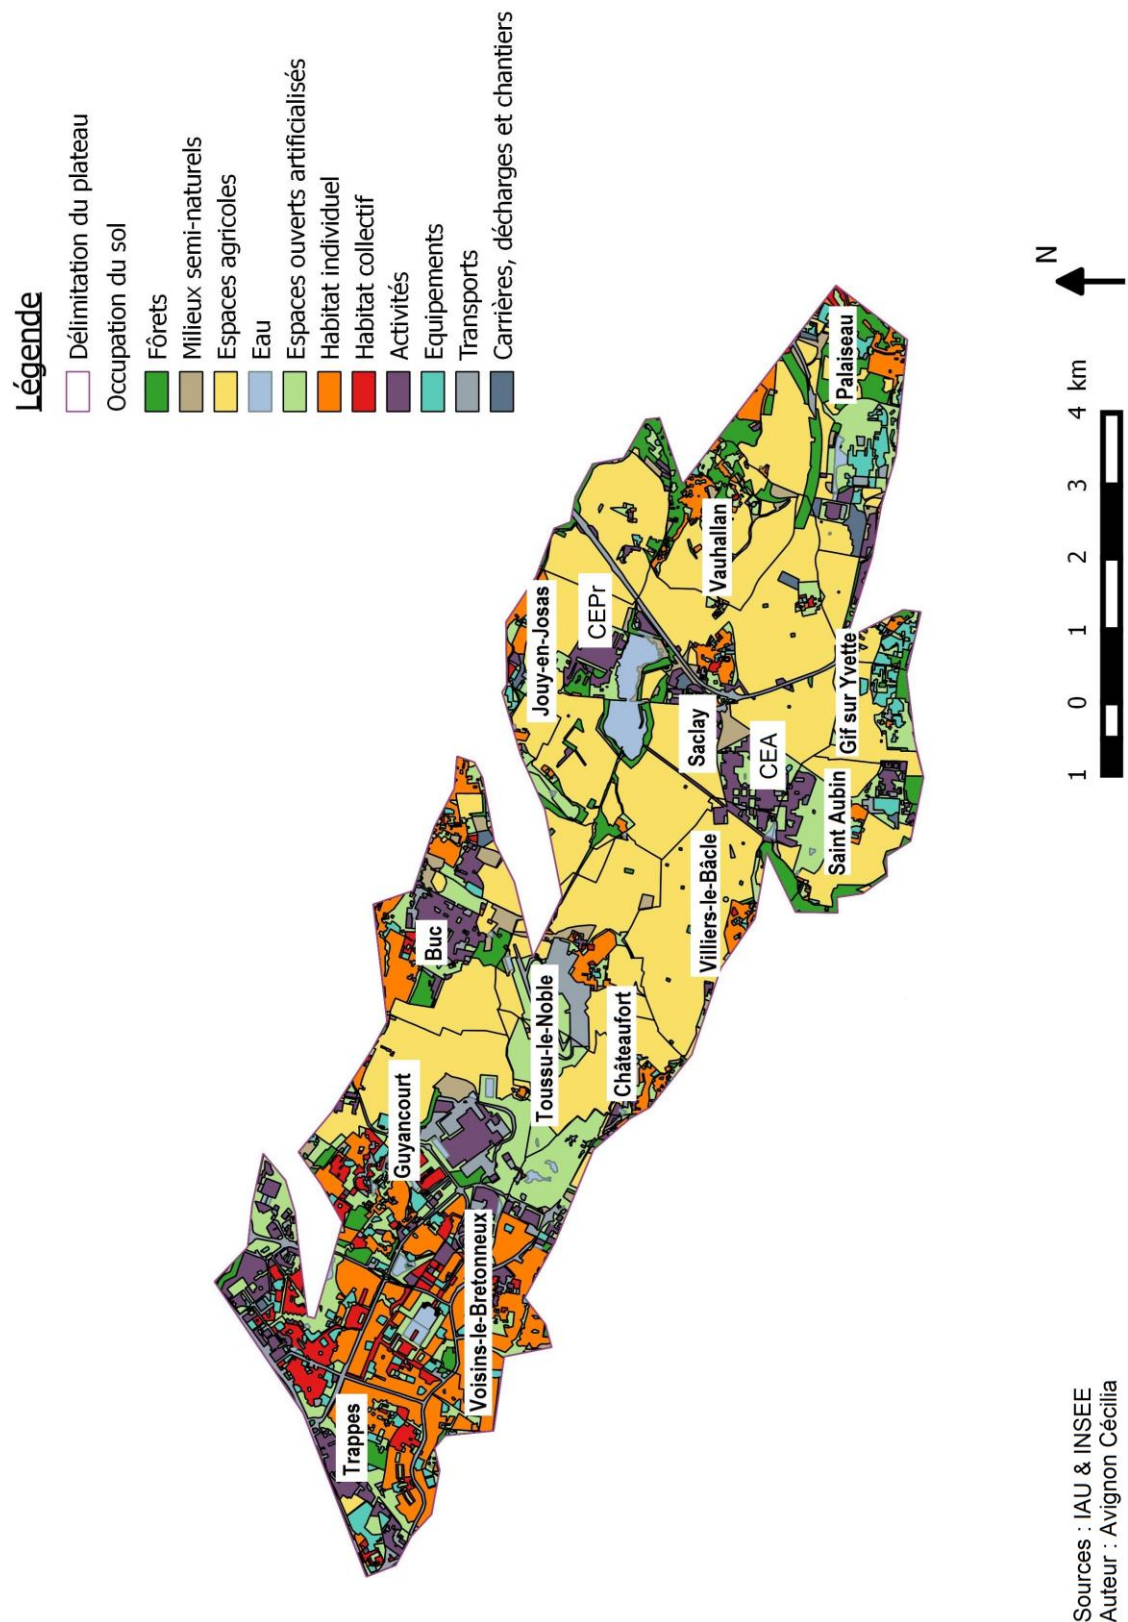 Légende
Délimitation du plateau
Occupation du sol
Fôrets
Milieux semi-naturels
Espaces agricoles
Eau
Espaces ouverts artificialisés
Habitat individuel
Habitat collectif
Activités
Equipements
Transports
Carrières, décharges et chantiers
Trappes
Voisins-le-Bretonneux
Guyancourt
Buc
Toussu-le-Noble
Châteaufort
Jouy-en-Josas
CEPr
Villiers-le-Bâcle
Saclay
Vauhallan
CEA
Saint Aubin
Gif sur Yvette
Palaiseau
N
1 0 1 2 3 4 km
Sources : IAU & INSEE
Auteur : Avignon Cécilia